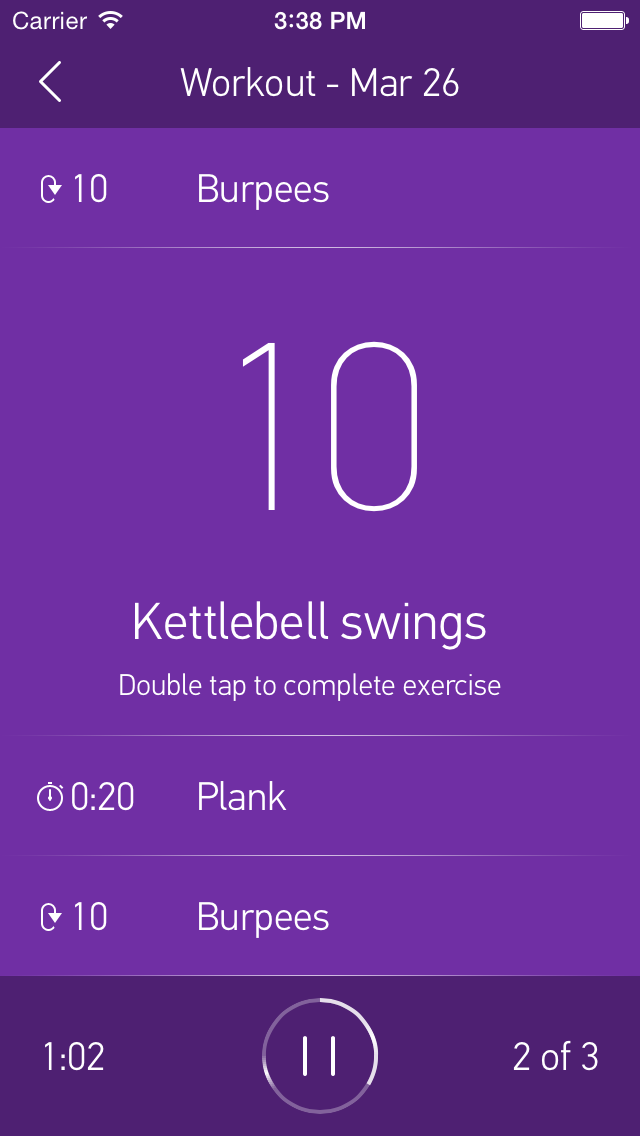 Carrier 3:38 PM
Workout - Mar 26
10 Burpees
10
Kettlebell swings
Double tap to complete exercise
0:20 Plank
10 Burpees
1:02 2 of 3